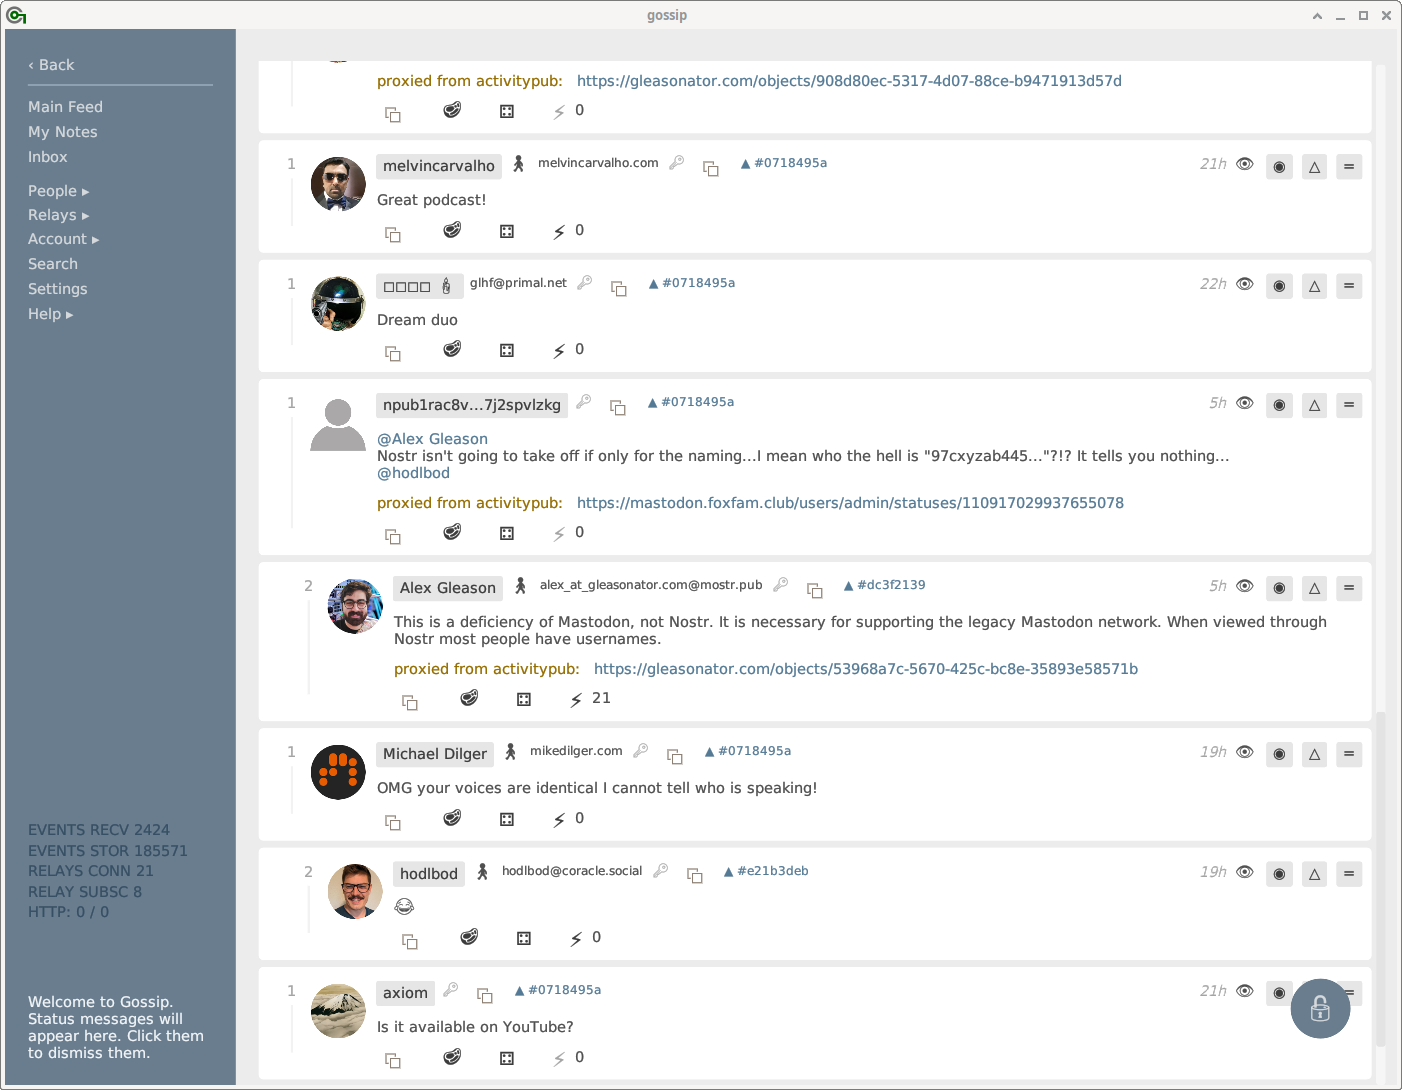 gossip
‹ Back
Main Feed
My Notes
Inbox
People ▸
Relays ▸
Account ▸
Search
Settings
Help ▸
EVENTS RECV 2424
EVENTS STOR 185571
RELAYS CONN 21
RELAY SUBSC 8
HTTP: 0 / 0
Welcome to Gossip.
Status messages will
appear here. Click them
to dismiss them.
proxied from activitypub: https://gleasonator.com/objects/908d80ec-5317-4d07-88ce-b9471913d57d
0
1 melvincarvalho melvincarvalho.com ▲ #0718495a 21h
Great podcast!
0
1 □□□□ glhf@primal.net ▲ #0718495a 22h
Dream duo
0
1 npub1rac8v...7j2spvlzkg ▲ #0718495a 5h
@Alex Gleason
Nostr isn't going to take off if only for the naming...I mean who the hell is "97cxyzab445..."?!? It tells you nothing...
@hodlbod
proxied from activitypub: https://mastodon.foxfam.club/users/admin/statuses/110917029937655078
0
2 Alex Gleason alex_at_gleasonator.com@mostr.pub ▲ #dc3f2139 5h
This is a deficiency of Mastodon, not Nostr. It is necessary for supporting the legacy Mastodon network. When viewed through
Nostr most people have usernames.
proxied from activitypub: https://gleasonator.com/objects/53968a7c-5670-425c-bc8e-35893e58571b
21
1 Michael Dilger mikedilger.com ▲ #0718495a 19h
OMG your voices are identical I cannot tell who is speaking!
0
2 hodlbod hodlbod@coracle.social ▲ #e21b3deb 19h
😂
0
1 axiom ▲ #0718495a 21h
Is it available on YouTube?
0